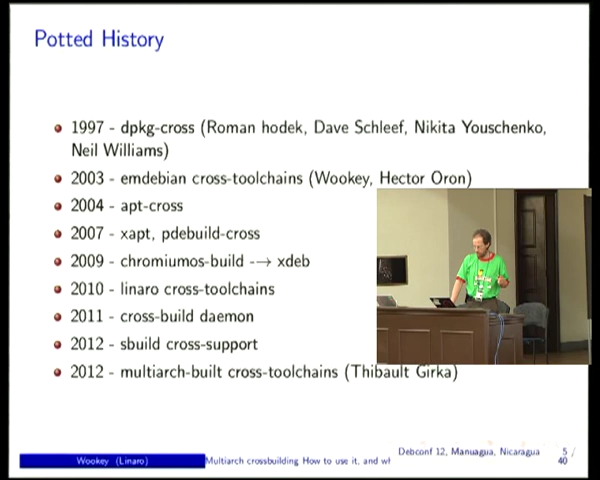 Potted History
1997 - dpkg-cross (Roman hodek, Dave Schleef, Nikita Youschenko,
Neil Williams)
2003 - emdebian cross-toolchains (Wookey, Hector Oron)
2004 - apt-cross
2007 - xapt, pdebuild-cross
2009 - chromiumos-build --→ xdeb
2010 - linaro cross-toolchains
2011 - cross-build daemon
2012 - sbuild cross-support
2012 - multiarch-built cross-toolchains (Thibault Girka)
Wookey (Linaro)
Multiarch crossbuilding How to use it, and wh
Debconf 12, Manuagua, Nicaragua
5 /
40